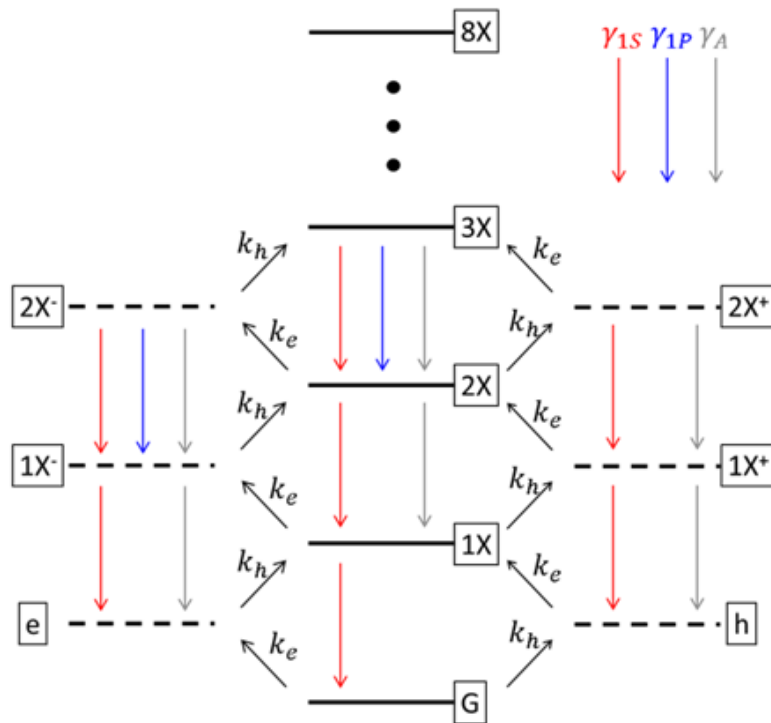 8X
γ1S γ1P γA
3X
kh
ke
2X-
2X+
ke
kh
2X
kh
ke
1X-
1X+
ke
kh
1X
kh
ke
e
h
ke
kh
G